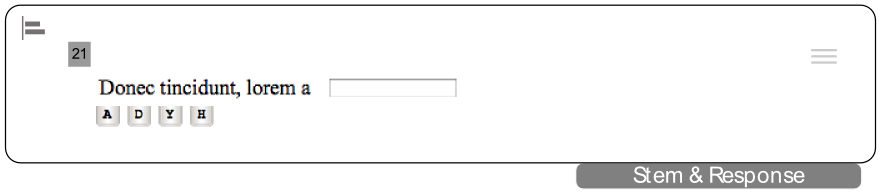 21
Donec tincidunt, lorem a
A D Y H
Stem & Response